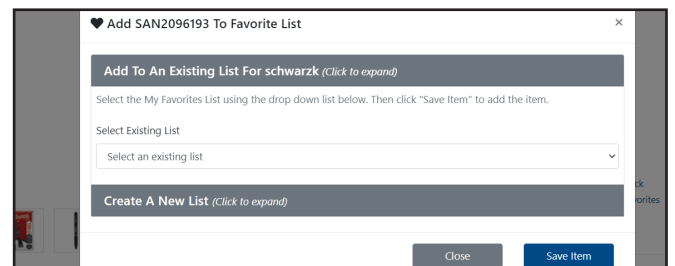 Add SAN2096193 To Favorite List ×
Add To An Existing List For schwarzk (Click to expand)
Select the My Favorites List using the drop down list below. Then click "Save Item" to add the item.
Select Existing List
Select an existing list
Create A New List (Click to expand)
Close Save Item